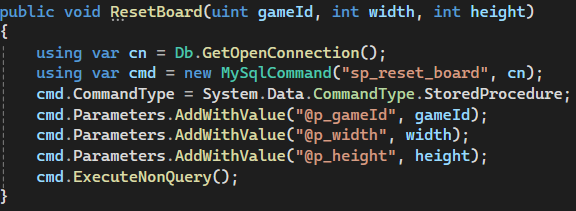 public void ResetBoard(uint gameId, int width, int height)
{
    using var cn = Db.GetOpenConnection();
    using var cmd = new MySqlCommand("sp_reset_board", cn);
    cmd.CommandType = System.Data.CommandType.StoredProcedure;
    cmd.Parameters.AddWithValue("@p_gameId", gameId);
    cmd.Parameters.AddWithValue("@p_width", width);
    cmd.Parameters.AddWithValue("@p_height", height);
    cmd.ExecuteNonQuery();
}